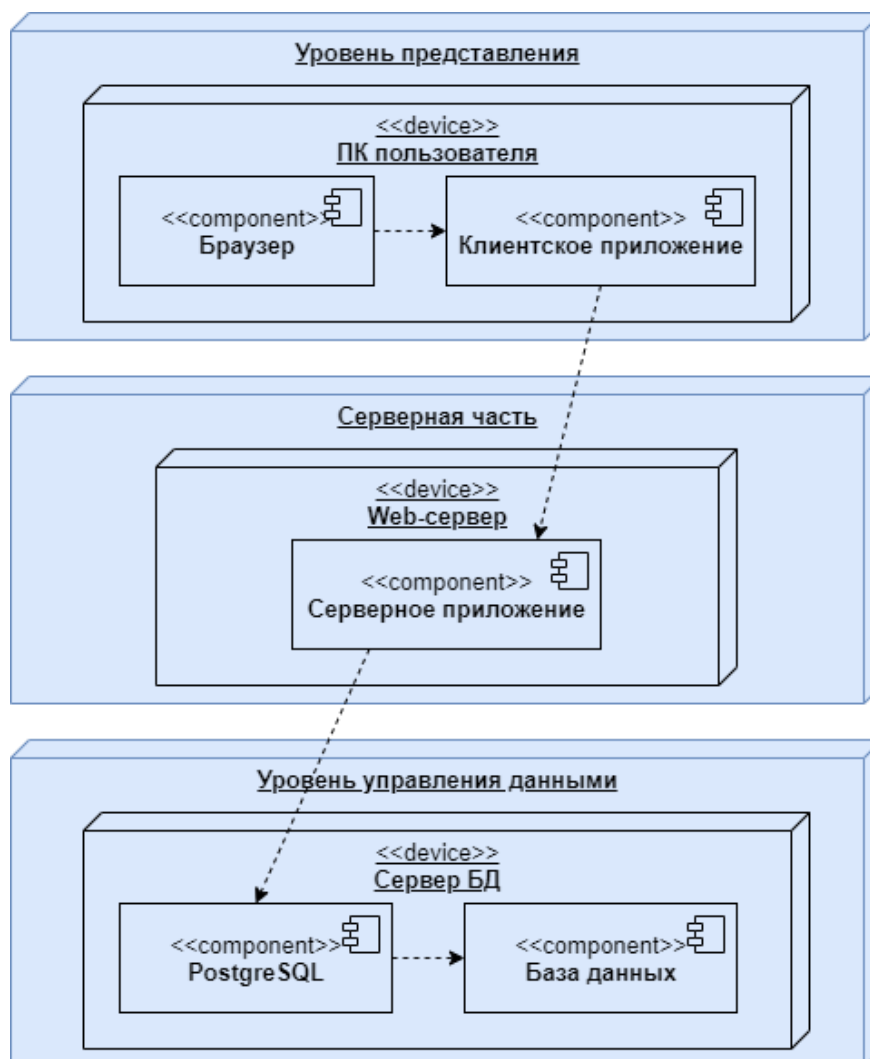 Уровень представления
<<device>>
ПК пользователя
<<component>>
Браузер
<<component>>
Клиентское приложение
Серверная часть
<<device>>
Web-сервер
<<component>>
Серверное приложение
Уровень управления данными
<<device>>
Сервер БД
<<component>>
PostgreSQL
<<component>>
База данных